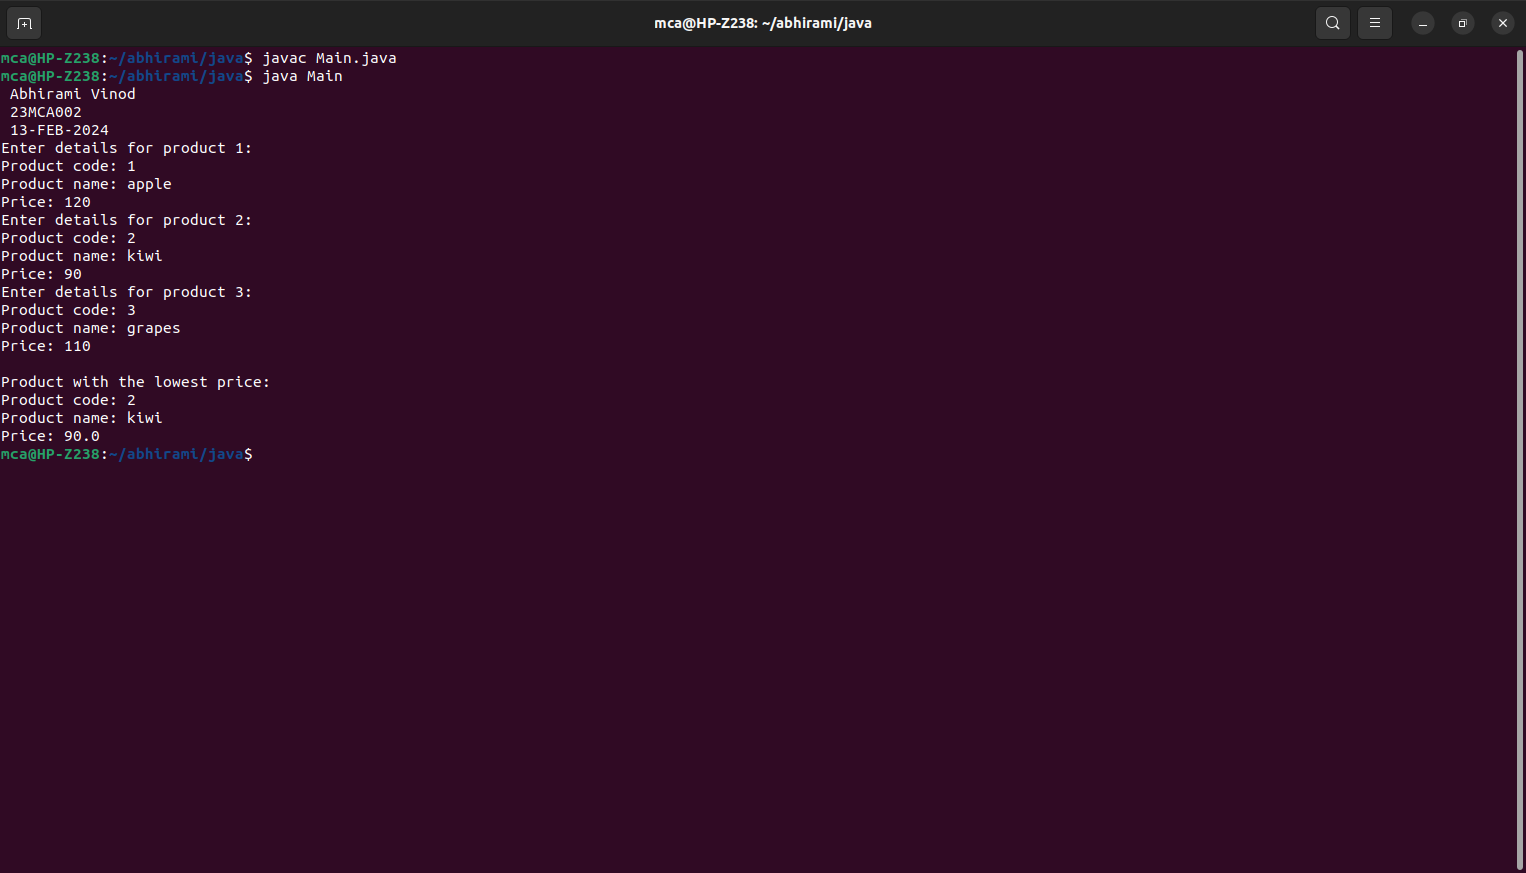 mca@HP-Z238: ~/abhirami/java
mca@HP-Z238:~/abhirami/java$ javac Main.java
mca@HP-Z238:~/abhirami/java$ java Main
 Abhirami Vinod
 23MCA002
 13-FEB-2024
Enter details for product 1:
Product code: 1
Product name: apple
Price: 120
Enter details for product 2:
Product code: 2
Product name: kiwi
Price: 90
Enter details for product 3:
Product code: 3
Product name: grapes
Price: 110

Product with the lowest price:
Product code: 2
Product name: kiwi
Price: 90.0
mca@HP-Z238:~/abhirami/java$